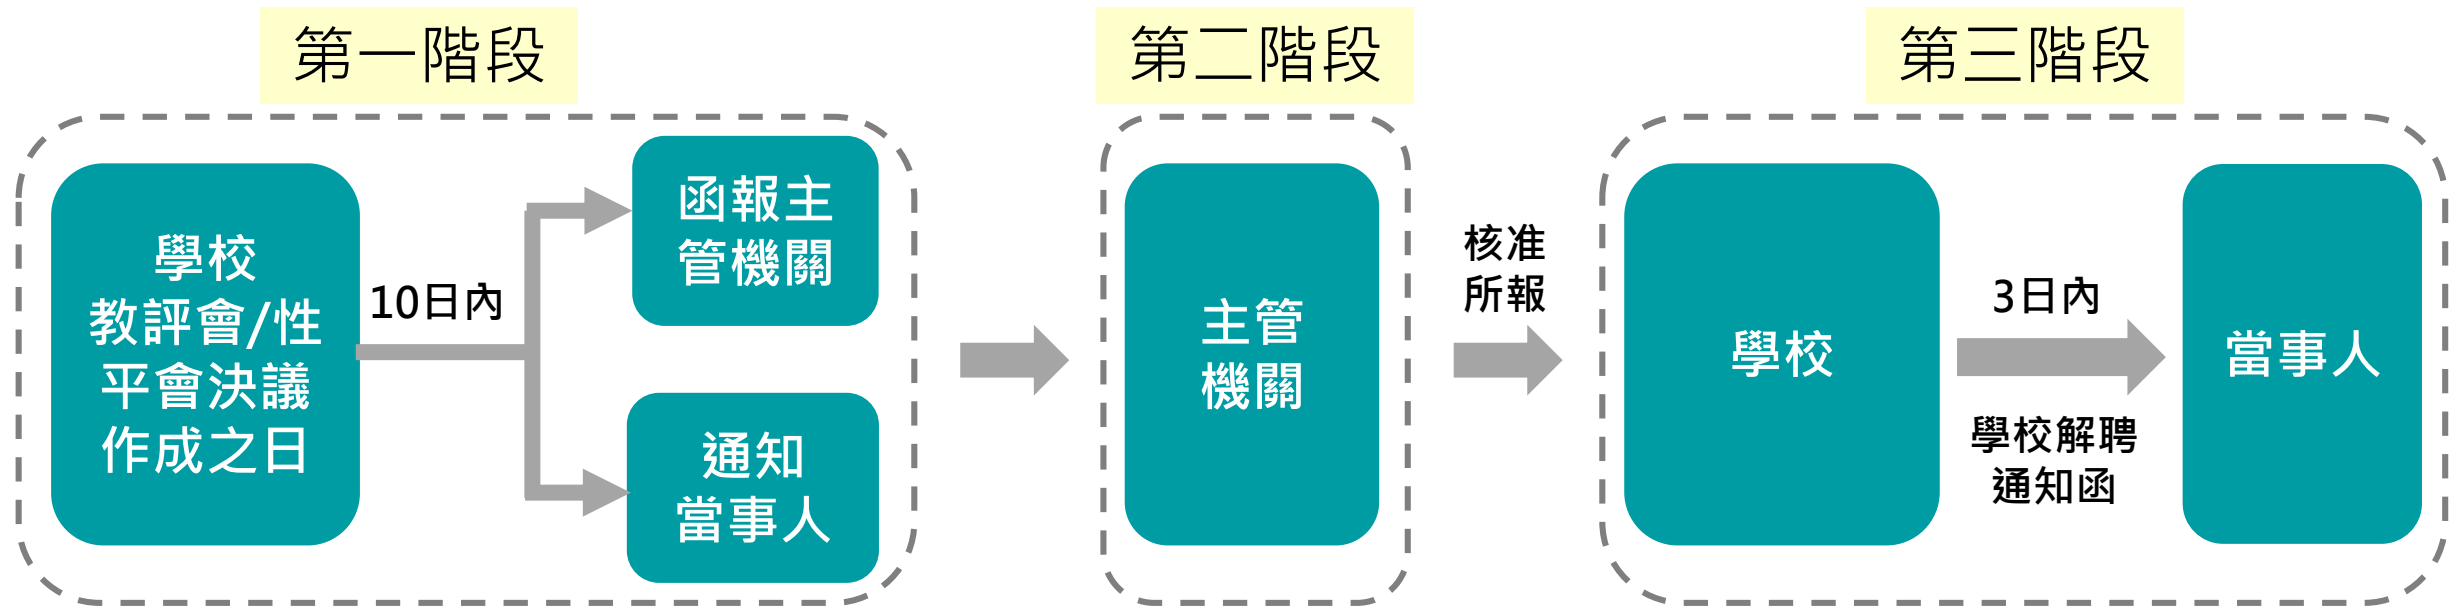 第一階段
學校
教評會/性
平會決議
作成之日
10日內
函報主
管機關
通知
當事人
第二階段
主管
機關
核准
所報
第三階段
學校
3日內
學校解聘
通知函
當事人